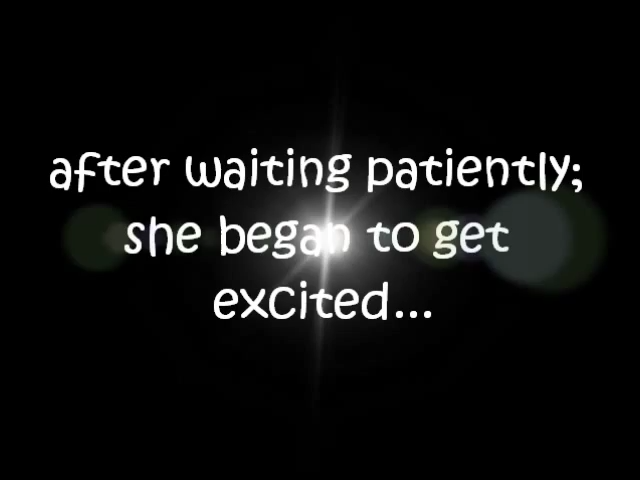 after waiting patiently;
she began to get
excited...